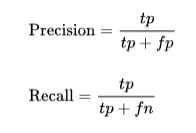 Precision = tp / tp + fp
Recall = tp / tp + fn